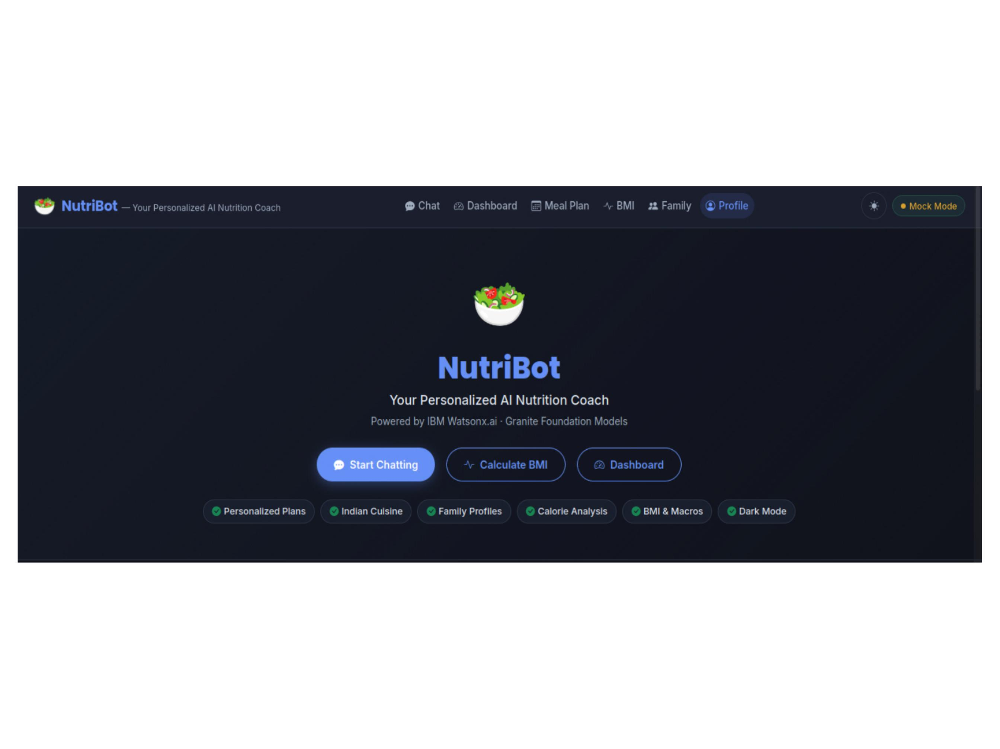 NutriBot — Your Personalized AI Nutrition Coach Chat Dashboard Meal Plan BMI Family Profile Mock Mode
NutriBot
Your Personalized AI Nutrition Coach
Powered by IBM Watsonx.ai · Granite Foundation Models
Start Chatting Calculate BMI Dashboard
Personalized Plans Indian Cuisine Family Profiles Calorie Analysis BMI & Macros Dark Mode